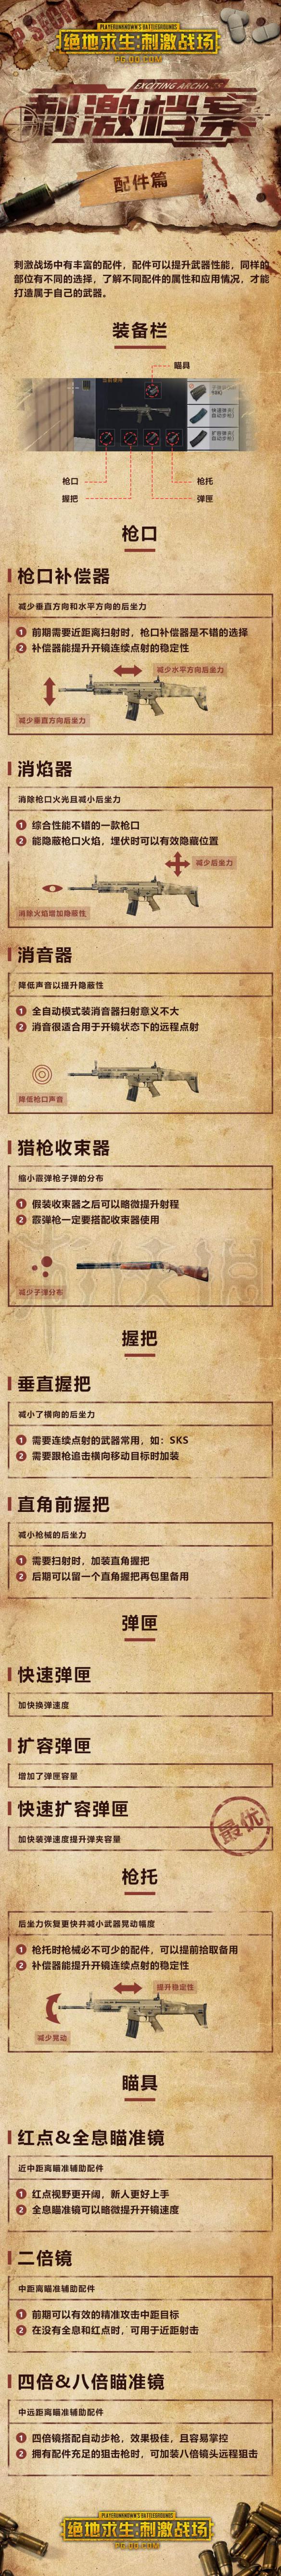 PLAYERUNKNOWN'S BATTLEGROUNDS
绝地求生:刺激战场
PG.QQ.COM
EXCITING ARCHIVES
刺激档案
配件篇
刺激战场中有丰富的配件，配件可以提升武器性能，同样的
部位有不同的选择，了解不同配件的属性和应用情况，才能
打造属于自己的武器。
装备栏
瞄具
枪口
枪托
握把
弹匣
枪口
枪口补偿器
减少垂直方向和水平方向的后坐力
1 前期需要近距离扫射时，枪口补偿器是不错的选择
2 补偿器能提升开镜连续点射的稳定性
减少水平方向后坐力
减少垂直方向后坐力
消焰器
消除枪口火光且减小后坐力
1 综合性能不错的一款枪口
2 能隐蔽枪口火焰，埋伏时可以有效隐藏位置
减少后坐力
消除火焰增加隐蔽性
消音器
降低声音以提升隐蔽性
1 全自动模式装消音器扫射意义不大
2 消音很适合用于开镜状态下的远程点射
降低枪口声音
猎枪收束器
缩小霰弹枪子弹的分布
1 假装收束器之后可以略微提升射程
2 霰弹枪一定要搭配收束器使用
减少子弹分布
握把
垂直握把
减小了横向的后坐力
1 需要连续点射的武器常用，如：SKS
2 需要跟枪追击横向移动目标时加装
直角前握把
减小枪械的后坐力
1 需要扫射时，加装直角握把
2 后期可以留一个直角握把再包里备用
弹匣
快速弹匣
加快换弹速度
扩容弹匣
增加了弹匣容量
快速扩容弹匣
最优
加快装弹速度提升弹夹容量
枪托
后坐力恢复更快并减小武器晃动幅度
1 枪托时枪械必不可少的配件，可以提前拾取备用
2 补偿器能提升开镜连续点射的稳定性
提升稳定性
减少晃动
瞄具
红点&全息瞄准镜
近中距离瞄准辅助配件
1 红点视野更开阔，新人更好上手
2 全息瞄准镜可以略微提升开镜速度
二倍镜
中距离瞄准辅助配件
1 前期可以有效的精准攻击中距目标
2 在没有全息和红点时，可用于近距射击
四倍&八倍瞄准镜
中远距离瞄准辅助配件
1 四倍镜搭配自动步枪，效果极佳，且容易掌控
2 拥有配件充足的狙击枪时，可加装八倍镜头远程狙击
PLAYERUNKNOWN'S BATTLEGROUNDS
绝地求生:刺激战场
PG.QQ.COM